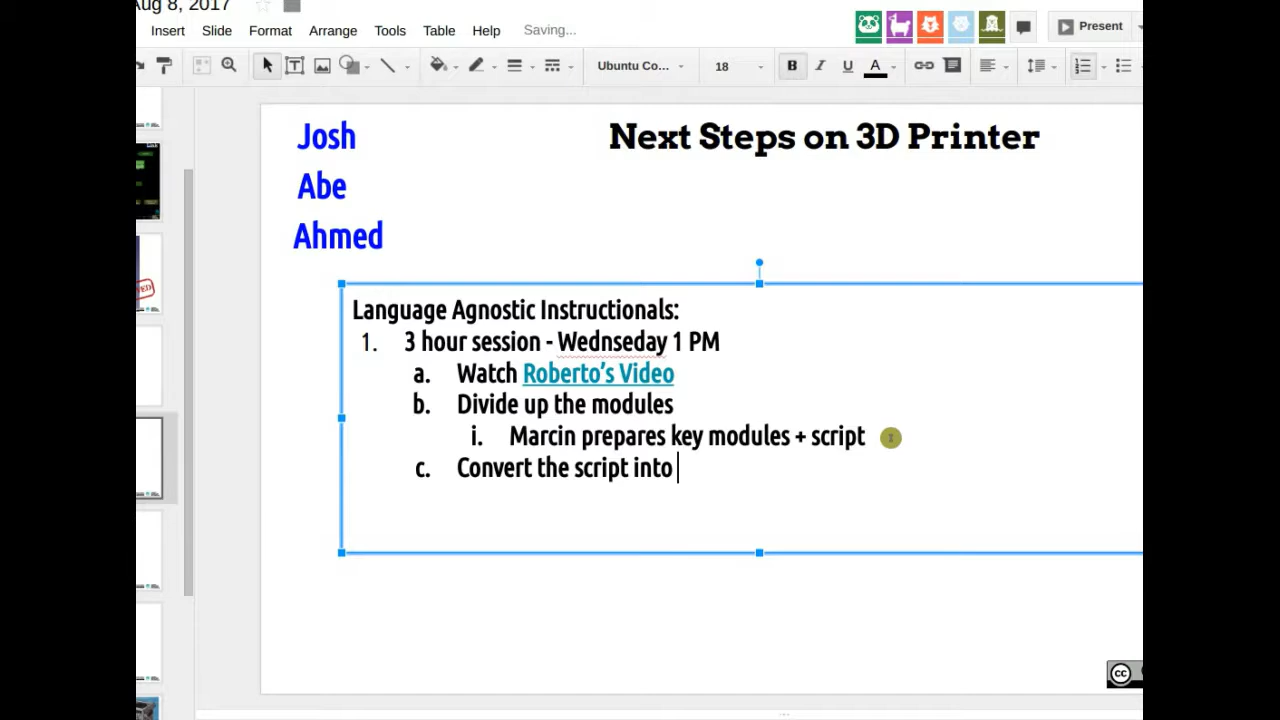 Aug 8, 2017
Insert Slide Format Arrange Tools Table Help Saving...
Present
Ubuntu Co... 18 B I U A
Josh
Next Steps on 3D Printer
Abe
Ahmed
Language Agnostic Instructionals:
1. 3 hour session - Wednseday 1 PM
a. Watch Roberto's Video
b. Divide up the modules
i. Marcin prepares key modules + script
c. Convert the script into
cc